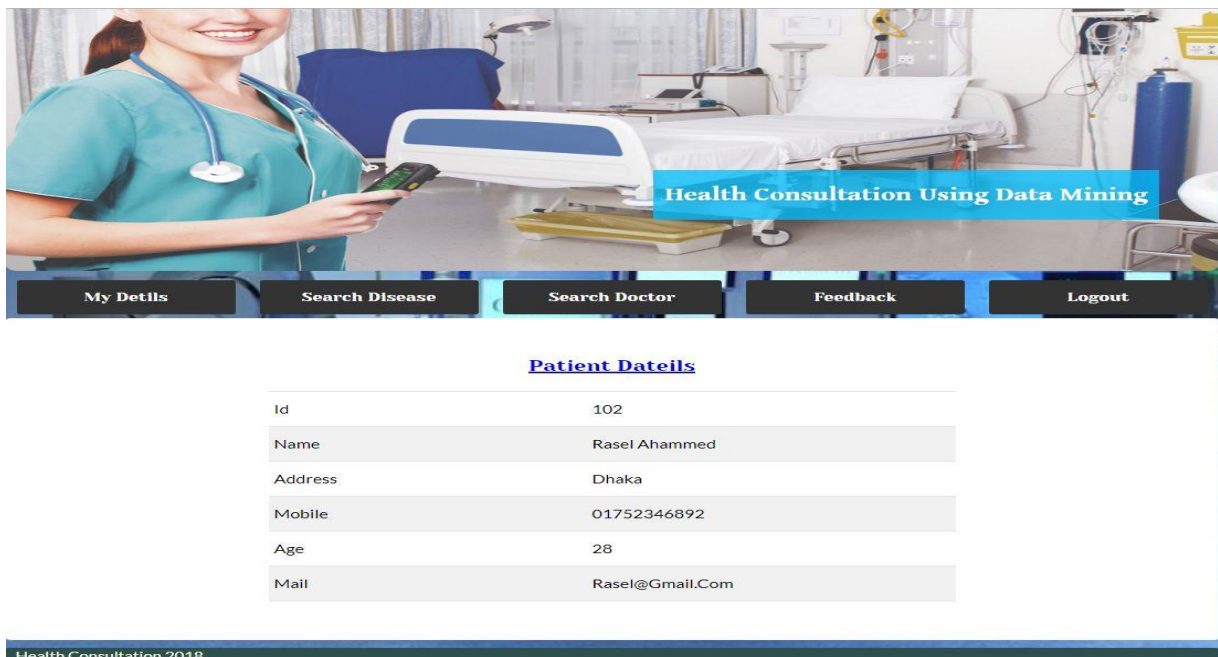 Health Consultation Using Data Mining
My Detils Search Disease Search Doctor Feedback Logout
Patient Dateils
Id 102
Name Rasel Ahammed
Address Dhaka
Mobile 01752346892
Age 28
Mail Rasel@Gmail.Com
Health Consultation 2018